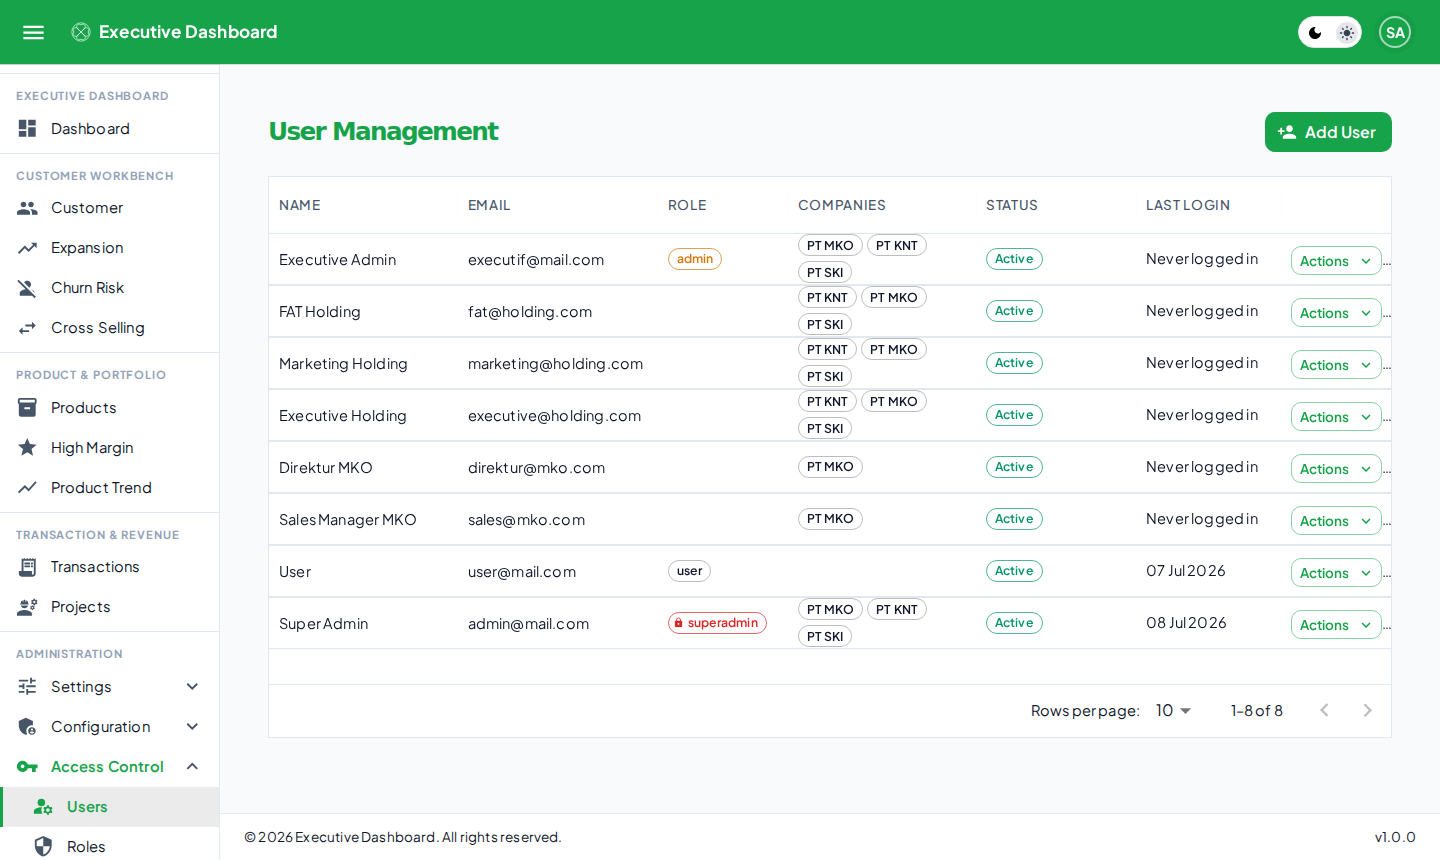 Executive Dashboard
SA
EXECUTIVE DASHBOARD
Dashboard
CUSTOMER WORKBENCH
Customer
Expansion
Churn Risk
Cross Selling
PRODUCT & PORTFOLIO
Products
High Margin
Product Trend
TRANSACTION & REVENUE
Transactions
Projects
ADMINISTRATION
Settings
Configuration
Access Control
Users
Roles
User Management
Add User
NAME EMAIL ROLE COMPANIES STATUS LAST LOGIN
Executive Admin executif@mail.com admin PT MKO PT KNT PT SKI Active Never logged in Actions ...
FAT Holding fat@holding.com PT KNT PT MKO PT SKI Active Never logged in Actions ...
Marketing Holding marketing@holding.com PT KNT PT MKO PT SKI Active Never logged in Actions ...
Executive Holding executive@holding.com PT KNT PT MKO PT SKI Active Never logged in Actions ...
Direktur MKO direktur@mko.com PT MKO Active Never logged in Actions ...
Sales Manager MKO sales@mko.com PT MKO Active Never logged in Actions ...
User user@mail.com user Active 07 Jul 2026 Actions ...
Super Admin admin@mail.com superadmin PT MKO PT KNT PT SKI Active 08 Jul 2026 Actions ...
Rows per page: 10 1–8 of 8
© 2026 Executive Dashboard. All rights reserved. v1.0.0